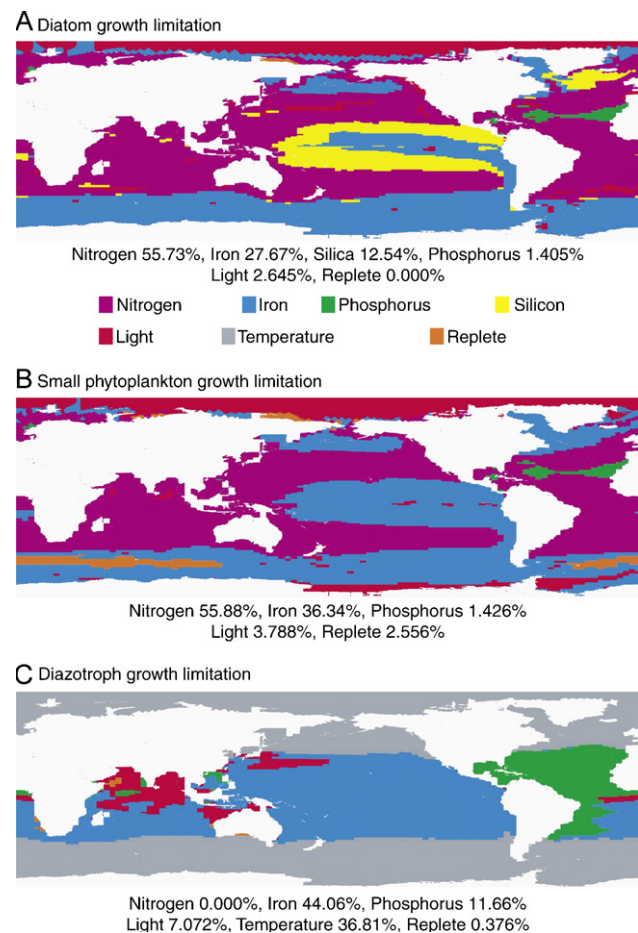 A Diatom growth limitation
Nitrogen 55.73%, Iron 27.67%, Silica 12.54%, Phosphorus 1.405%
Light 2.645%, Replete 0.000%
Nitrogen Iron Phosphorus Silicon
Light Temperature Replete
B Small phytoplankton growth limitation
Nitrogen 55.88%, Iron 36.34%, Phosphorus 1.426%
Light 3.788%, Replete 2.556%
C Diazotroph growth limitation
Nitrogen 0.000%, Iron 44.06%, Phosphorus 11.66%
Light 7.072%, Temperature 36.81%, Replete 0.376%